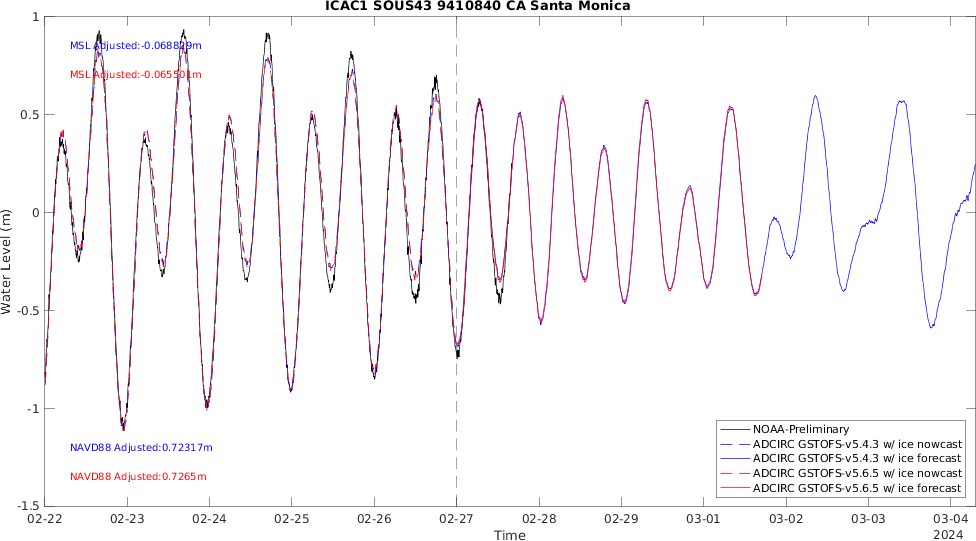 ICAC1 SOUS43 9410840 CA Santa Monica
MSL Adjusted:-0.068829m
MSL Adjusted:-0.065501m
1
0.5
0
-0.5
-1
-1.5
Water Level (m)
NAVD88 Adjusted:0.72317m
NAVD88 Adjusted:0.7265m
NOAA-Preliminary
ADCIRC GSTOFS-v5.4.3 w/ ice nowcast
ADCIRC GSTOFS-v5.4.3 w/ ice forecast
ADCIRC GSTOFS-v5.6.5 w/ ice nowcast
ADCIRC GSTOFS-v5.6.5 w/ ice forecast
02-22 02-23 02-24 02-25 02-26 02-27 02-28 02-29 03-01 03-02 03-03 03-04
Time
2024